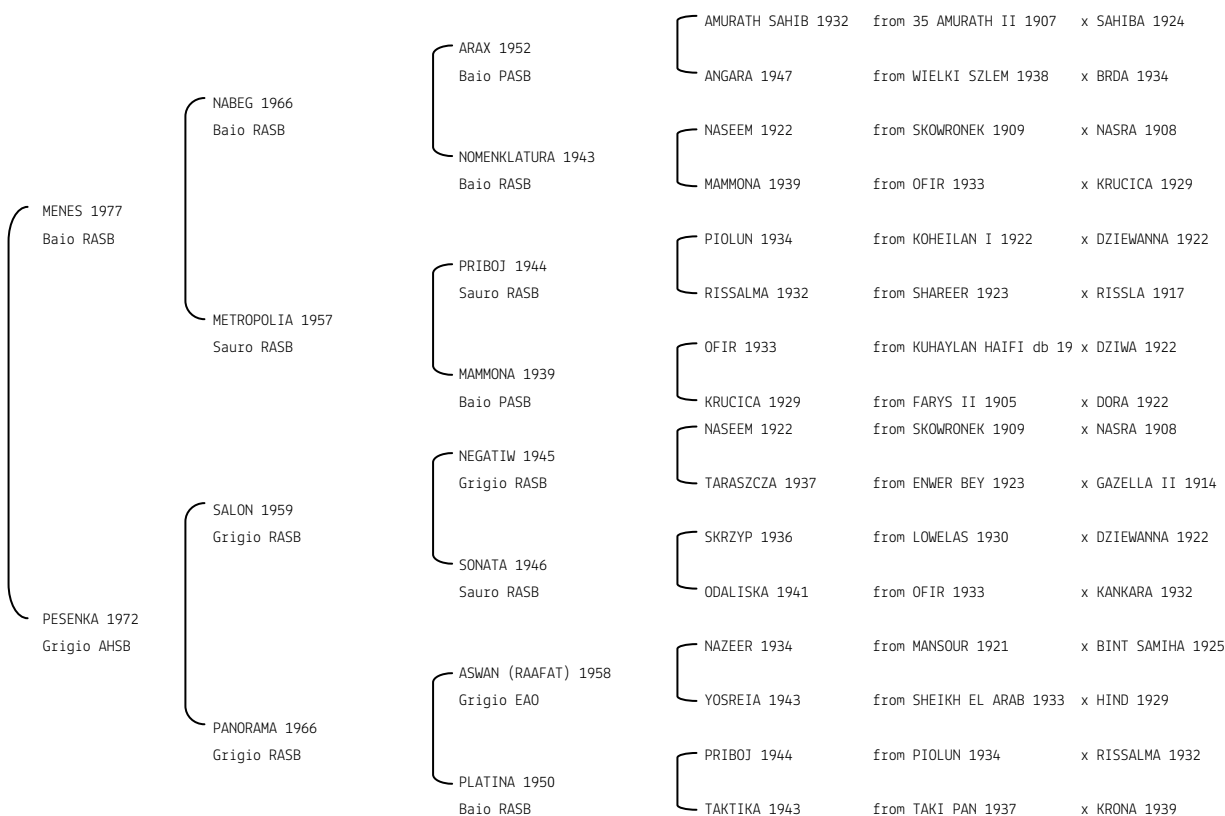 AMURATH SAHIB 1932 from 35 AMURATH II 1907 x SAHIBA 1924
ARAX 1952
Baio PASB
ANGARA 1947 from WIELKI SZLEM 1938 x BRDA 1934
NABEG 1966
Baio RASB
NASEEM 1922 from SKOWRONEK 1909 x NASRA 1908
NOMENKLATURA 1943
Baio RASB
MAMMONA 1939 from OFIR 1933 x KRUCICA 1929
MENES 1977
Baio RASB
PIOLUN 1934 from KOHEILAN I 1922 x DZIEWANNA 1922
PRIBOJ 1944
Sauro RASB
RISSALMA 1932 from SHAREER 1923 x RISSLA 1917
METROPOLIA 1957
Sauro RASB
OFIR 1933 from KUHAYLAN HAIFI db 19 x DZIWA 1922
MAMMONA 1939
Baio PASB
KRUCICA 1929 from FARYS II 1905 x DORA 1922
NASEEM 1922 from SKOWRONEK 1909 x NASRA 1908
NEGATIW 1945
Grigio RASB
TARASZCZA 1937 from ENWER BEY 1923 x GAZELLA II 1914
SALON 1959
Grigio RASB
SKRZYP 1936 from LOWELAS 1930 x DZIEWANNA 1922
SONATA 1946
Sauro RASB
ODALISKA 1941 from OFIR 1933 x KANKARA 1932
PESENKA 1972
Grigio AHSB
NAZEER 1934 from MANSOUR 1921 x BINT SAMIHA 1925
ASWAN (RAAFAT) 1958
Grigio EAO
YOSREIA 1943 from SHEIKH EL ARAB 1933 x HIND 1929
PANORAMA 1966
Grigio RASB
PRIBOJ 1944 from PIOLUN 1934 x RISSALMA 1932
PLATINA 1950
Baio RASB
TAKTIKA 1943 from TAKI PAN 1937 x KRONA 1939